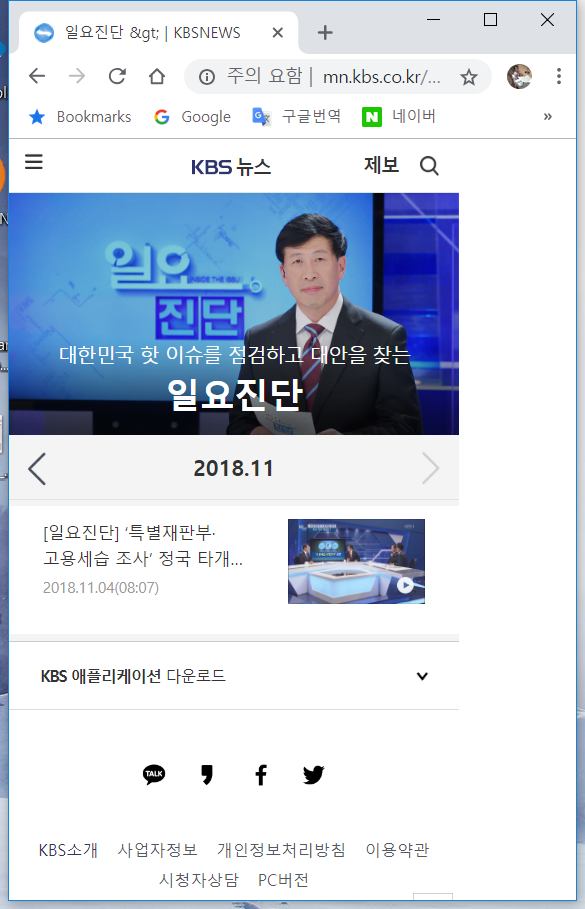 일요진단 &gt; | KBSNEWS
주의 요함 | mn.kbs.co.kr/...
Bookmarks Google 구글번역 네이버 »
KBS 뉴스 제보
일요
INSIDE THE ISSUE
진단
대한민국 핫 이슈를 점검하고 대안을 찾는
일요진단
2018.11
[일요진단] ‘특별재판부·
고용세습 조사’ 정국 타개...
2018.11.04(08:07)
KBS 애플리케이션 다운로드
TALK
KBS소개 사업자정보 개인정보처리방침 이용약관
시청자상담 PC버전